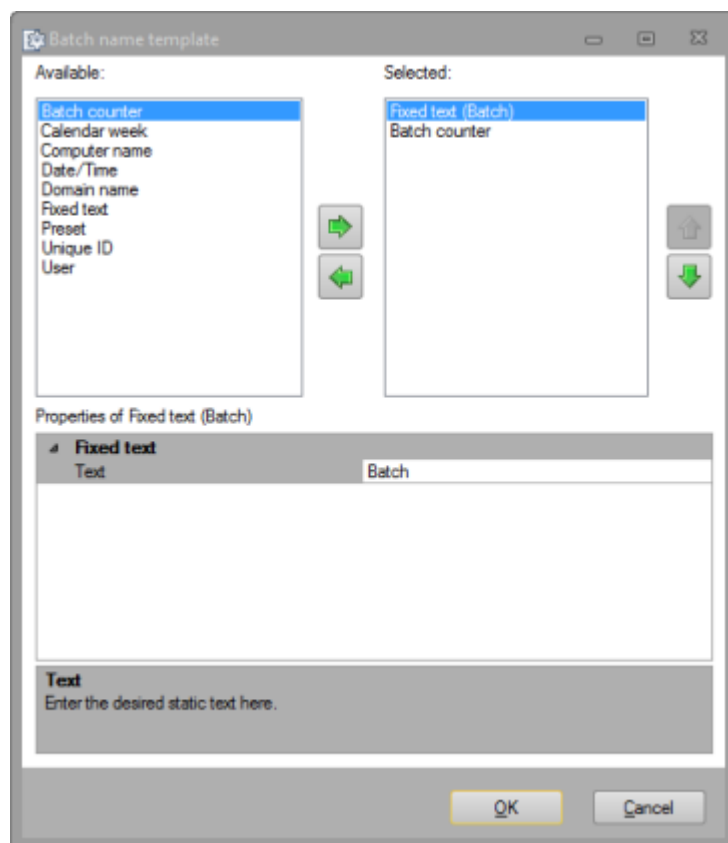 Batch name template
Available:
Selected:
Batch counter
Calendar week
Computer name
Date/Time
Domain name
Fixed text
Preset
Unique ID
User
Fixed text (Batch)
Batch counter
Properties of Fixed text (Batch)
Fixed text
Text Batch
Text
Enter the desired static text here.
OK Cancel